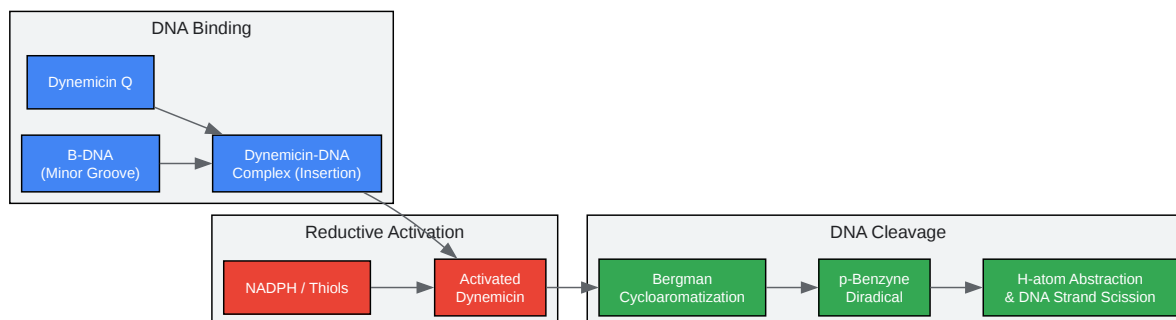 DNA Binding
Dynemicin Q
B-DNA
(Minor Groove)
Dynemicin-DNA
Complex (Insertion)
Reductive Activation
NADPH / Thiols
Activated
Dynemicin
DNA Cleavage
Bergman
Cycloaromatization
p-Benzyne
Diradical
H-atom Abstraction
& DNA Strand Scission